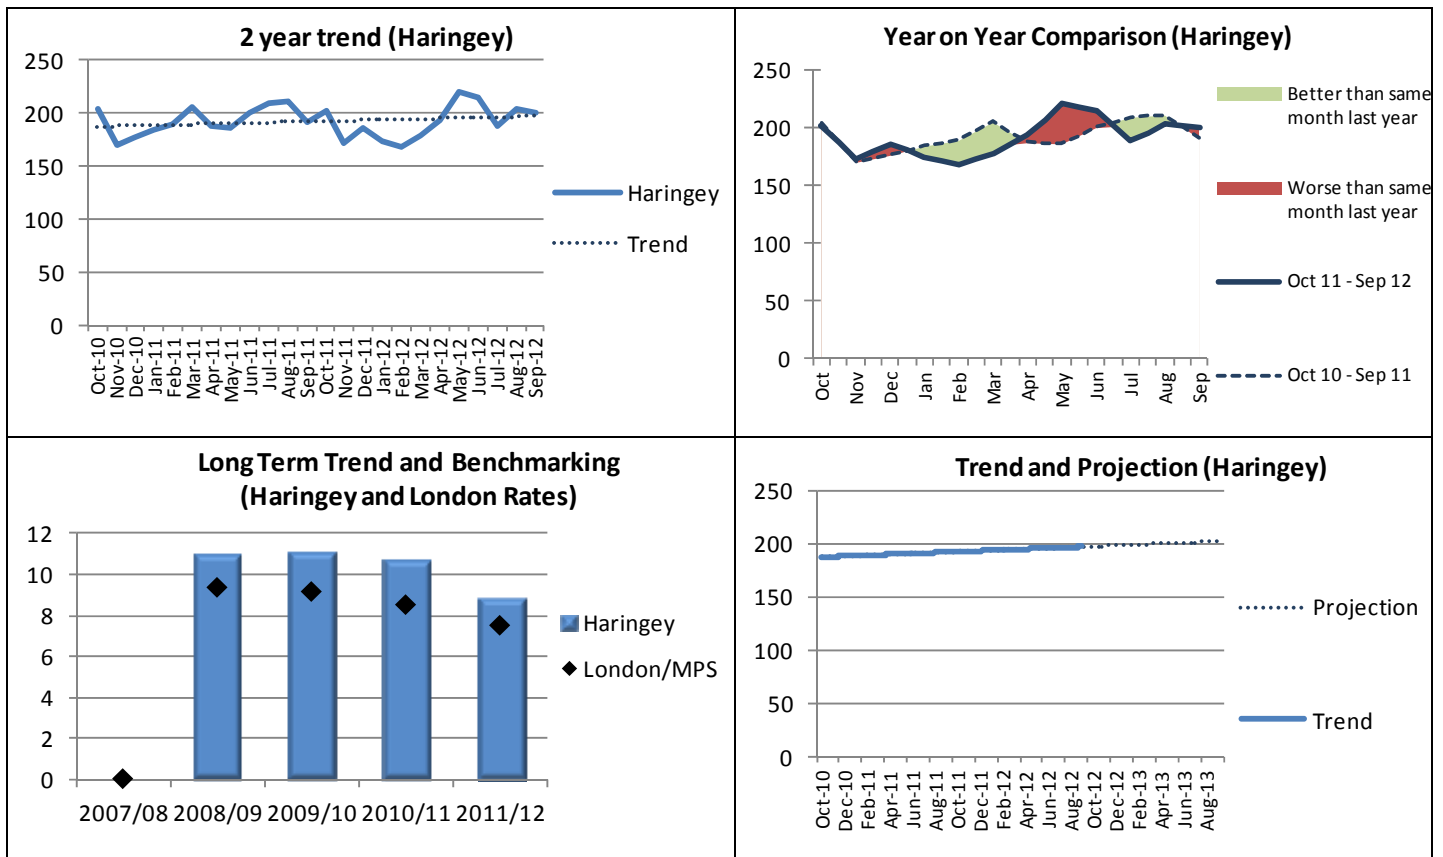 2 year trend (Haringey)
250
200
150
100
50
0
Oct-10
Nov-10
Dec-10
Jan-11
Feb-11
Mar-11
Apr-11
May-11
Jun-11
Jul-11
Aug-11
Sep-11
Oct-11
Nov-11
Dec-11
Jan-12
Feb-12
Mar-12
Apr-12
May-12
Jun-12
Jul-12
Aug-12
Sep-12
Haringey
Trend
Year on Year Comparison (Haringey)
250
200
150
100
50
0
Oct
Nov
Dec
Jan
Feb
Mar
Apr
May
Jun
Jul
Aug
Sep
Better than same
month last year
Worse than same
month last year
Oct 11 - Sep 12
Oct 10 - Sep 11
Long Term Trend and Benchmarking
(Haringey and London Rates)
12
10
8
6
4
2
0
2007/08 2008/09 2009/10 2010/11 2011/12
Haringey
London/MPS
Trend and Projection (Haringey)
250
200
150
100
50
0
Oct-10
Dec-10
Feb-11
Apr-11
Jun-11
Aug-11
Oct-11
Dec-11
Feb-12
Apr-12
Jun-12
Aug-12
Oct-12
Dec-12
Feb-13
Apr-13
Jun-13
Aug-13
Projection
Trend